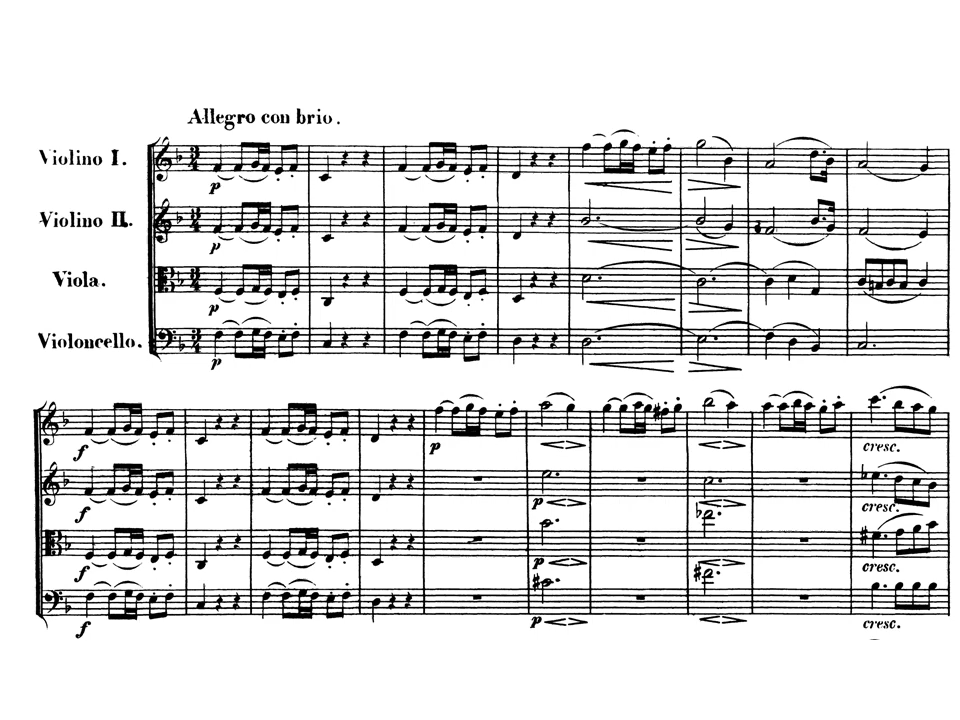 Allegro con brio.
Violino I.
p
Violino II.
p
Viola.
p
Violoncello.
p
f
p
cresc.
f
p
cresc.
f
p
cresc.
f
p
cresc.